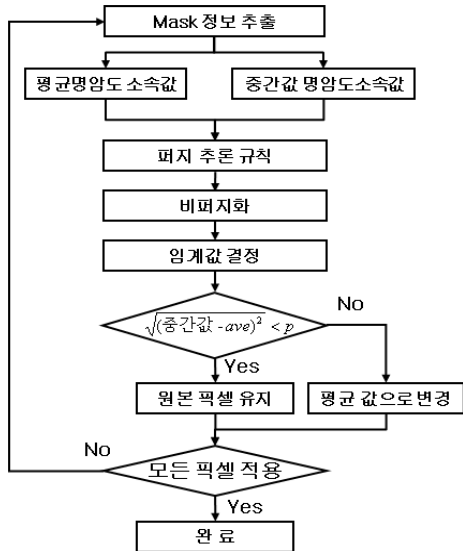 Mask 정보 추출
평균명암도 소속값
중간값 명암도소속값
퍼지 추론 규칙
비퍼지화
임계값 결정
√(중간값 -ave)² < p
No
Yes
원본 픽셀 유지
평균 값으로변경
No
모든 픽셀 적용
Yes
완 료